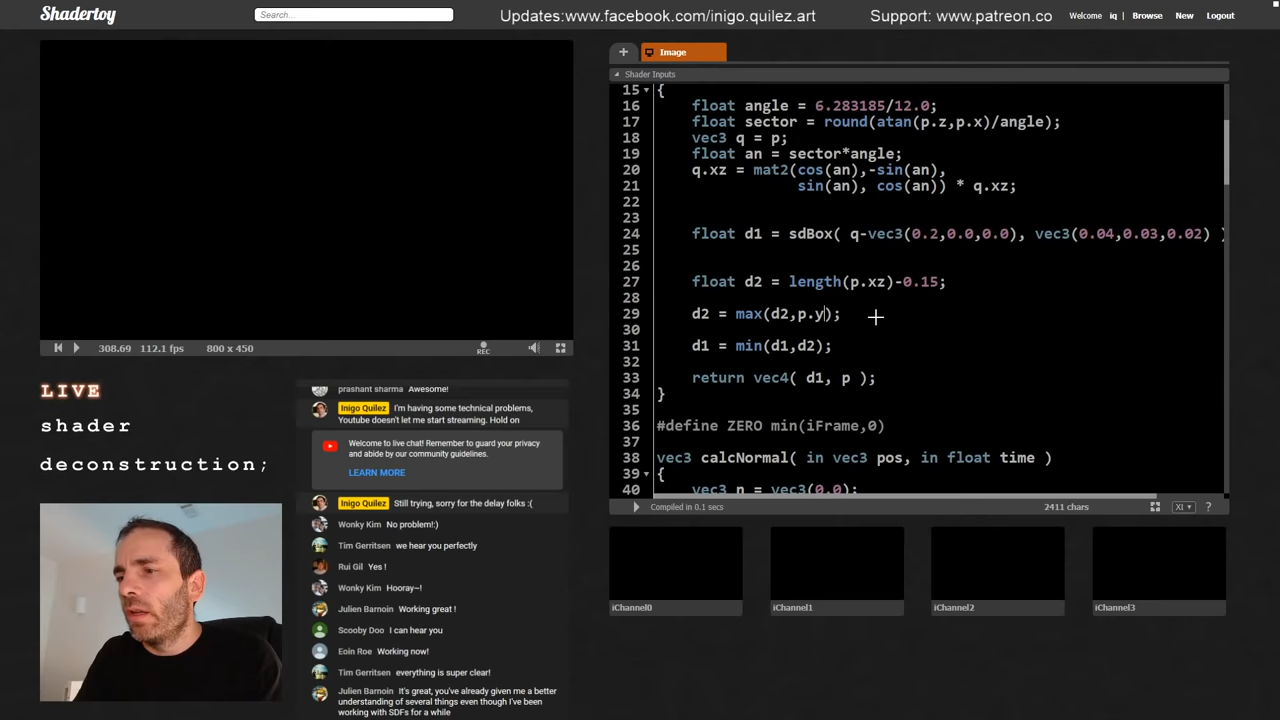 Shadertoy
Search...
Updates:www.facebook.com/inigo.quilez.art
Support: www.patreon.co
Welcome iq | Browse New Logout
+
Image
Shader Inputs
15 {
16 float angle = 6.283185/12.0;
17 float sector = round(atan(p.z,p.x)/angle);
18 vec3 q = p;
19 float an = sector*angle;
20 q.xz = mat2(cos(an),-sin(an),
21 sin(an), cos(an)) * q.xz;
22
23
24 float d1 = sdBox( q-vec3(0.2,0.0,0.0), vec3(0.04,0.03,0.02) )
25
26
27 float d2 = length(p.xz)-0.15;
28
29 d2 = max(d2,p.y);
30
31 d1 = min(d1,d2);
32
33 return vec4( d1, p );
34 }
35
36 #define ZERO min(iFrame,0)
37
38 vec3 calcNormal( in vec3 pos, in float time )
39 {
40 vec3 n = vec3(0.0);
Compiled in 0.1 secs
2411 chars
XI ▾ ?
308.69 112.1 fps 800 x 450
REC
LIVE
shader
deconstruction;
prashant sharma Awesome!
Inigo Quilez I'm having some technical problems,
Youtube doesn't let me start streaming. Hold on
Welcome to live chat! Remember to guard your privacy
and abide by our community guidelines.
LEARN MORE
Inigo Quilez Still trying, sorry for the delay folks :(
Wonky Kim No problem!:)
Tim Gerritsen we hear you perfectly
Rui Gil Yes !
Wonky Kim Hooray~!
Julien Barnoin Working great !
Scooby Doo I can hear you
Eoin Roe Working now!
Tim Gerritsen everything is super clear!
Julien Barnoin It's great, you've already given me a better
understanding of several things even though I've been
working with SDFs for a while
iChannel0
iChannel1
iChannel2
iChannel3